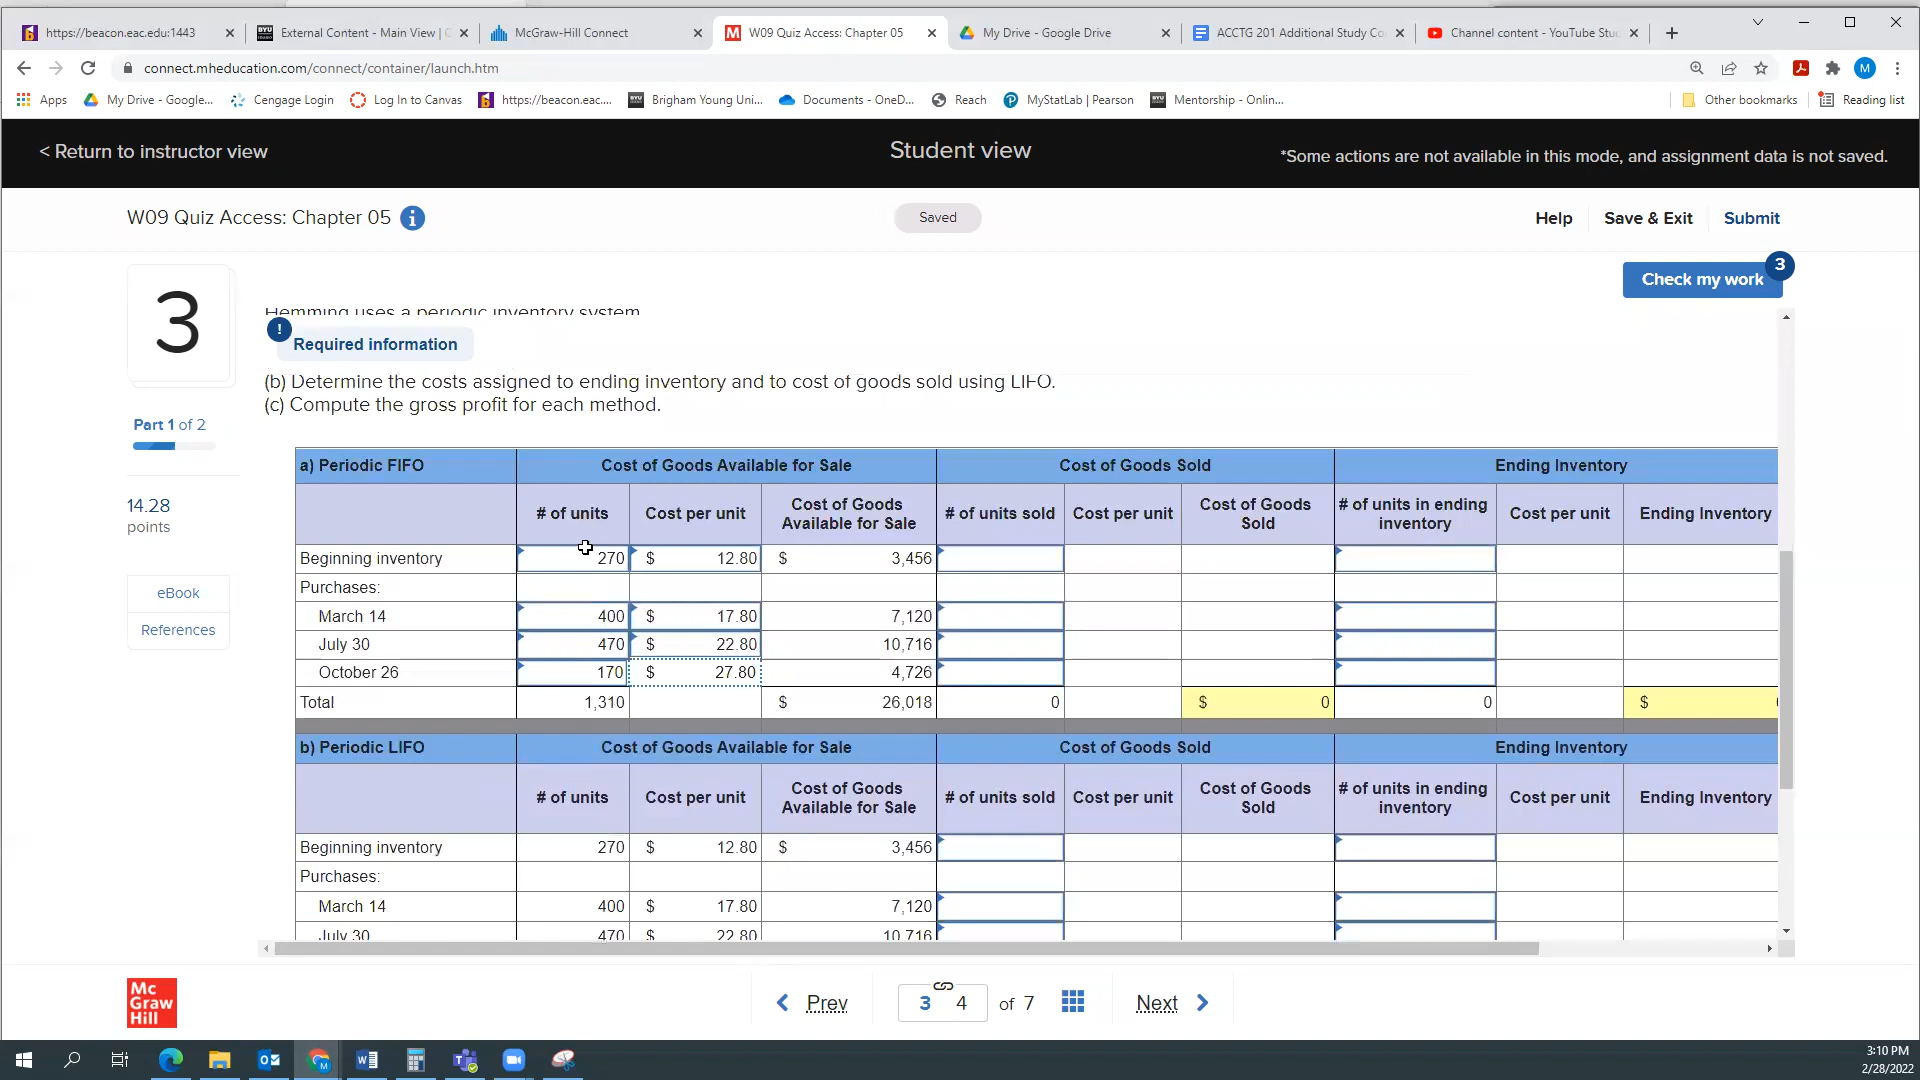 https://beacon.eac.edu:1443
External Content - Main View |
McGraw-Hill Connect
W09 Quiz Access: Chapter 05
My Drive - Google Drive
ACCTG 201 Additional Study Co
Channel content - YouTube Stu
connect.mheducation.com/connect/container/launch.htm
M
Apps
My Drive - Google...
Cengage Login
Log In to Canvas
https://beacon.eac....
Brigham Young Uni...
Documents - OneD...
Reach
MyStatLab | Pearson
Mentorship - Onlin...
Other bookmarks
Reading list
< Return to instructor view
Student view
*Some actions are not available in this mode, and assignment data is not saved.
W09 Quiz Access: Chapter 05
Saved
Help
Save & Exit
Submit
3
Check my work
3
Part 1 of 2
14.28
points
eBook
References
Hemming uses a periodic inventory system
! Required information
(b) Determine the costs assigned to ending inventory and to cost of goods sold using LIFO.
(c) Compute the gross profit for each method.
a) Periodic FIFO Cost of Goods Available for Sale Cost of Goods Sold Ending Inventory
# of units Cost per unit Cost of Goods Available for Sale # of units sold Cost per unit Cost of Goods Sold # of units in ending inventory Cost per unit Ending Inventory
Beginning inventory 270 $ 12.80 $ 3,456
Purchases:
March 14 400 $ 17.80 7,120
July 30 470 $ 22.80 10,716
October 26 170 $ 27.80 4,726
Total 1,310 $ 26,018 0 $ 0 0 $
b) Periodic LIFO Cost of Goods Available for Sale Cost of Goods Sold Ending Inventory
# of units Cost per unit Cost of Goods Available for Sale # of units sold Cost per unit Cost of Goods Sold # of units in ending inventory Cost per unit Ending Inventory
Beginning inventory 270 $ 12.80 $ 3,456
Purchases:
March 14 400 $ 17.80 7,120
July 30 470 $ 22.80 10,716
Mc
Graw
Hill
Prev
3 4 of 7
Next
3:10 PM
2/28/2022